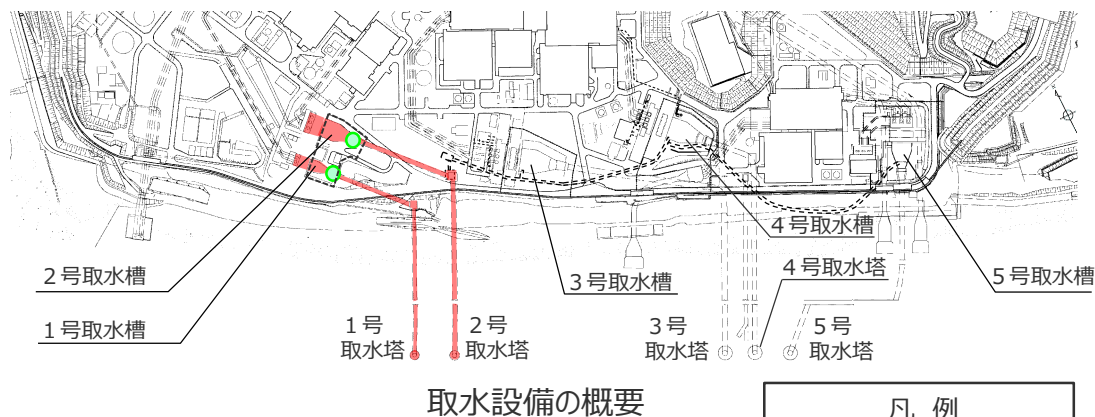 4号取水槽
2号取水槽
4号取水塔
5号取水槽
3号取水槽
1号取水槽
1号
取水塔
2号
取水塔
3号
取水塔
5号
取水塔
取水設備の概要
凡 例